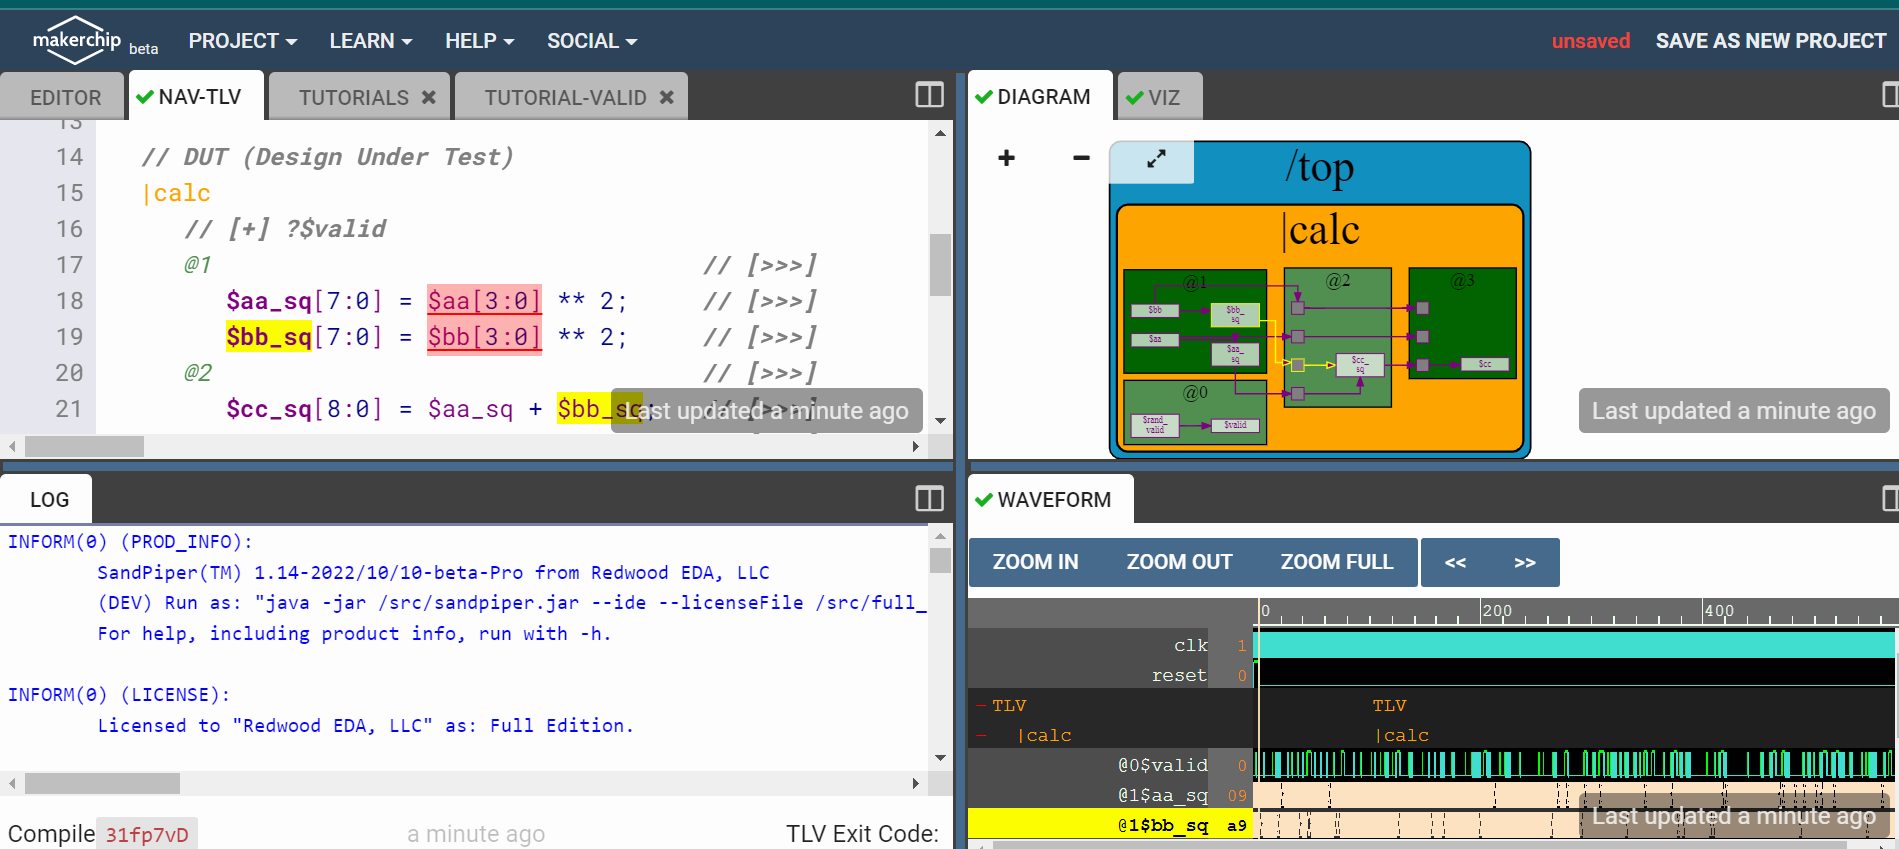 makerchip beta PROJECT LEARN HELP SOCIAL unsaved SAVE AS NEW PROJECT
EDITOR NAV-TLV TUTORIALS TUTORIAL-VALID
13
14 // DUT (Design Under Test)
15 |calc
16 // [+] ?$valid
17 @1 // [>>>]
18 $aa_sq[7:0] = $aa[3:0] ** 2; // [>>>]
19 $bb_sq[7:0] = $bb[3:0] ** 2; // [>>>]
20 @2 // [>>>]
21 $cc_sq[8:0] = $aa_sq + $bb_sq; // [>>>]
Last updated a minute ago
DIAGRAM VIZ
+ −
/top
|calc
@1 @2 @3
$bb $bb_
sq
$aa $aa_
sq
$cc_
sq
$cc
@0
$rand_
valid
$valid
Last updated a minute ago
LOG
INFORM(0) (PROD_INFO):
SandPiper(TM) 1.14-2022/10/10-beta-Pro from Redwood EDA, LLC
(DEV) Run as: "java -jar /src/sandpiper.jar --ide --licenseFile /src/full_
For help, including product info, run with -h.
INFORM(0) (LICENSE):
Licensed to "Redwood EDA, LLC" as: Full Edition.
Compile 31fp7vD a minute ago TLV Exit Code:
WAVEFORM
ZOOM IN ZOOM OUT ZOOM FULL << >>
0 200 400
clk 1
reset 0
TLV TLV
|calc |calc
@0$valid 0
@1$aa_sq 09
@1$bb_sq a9
Last updated a minute ago